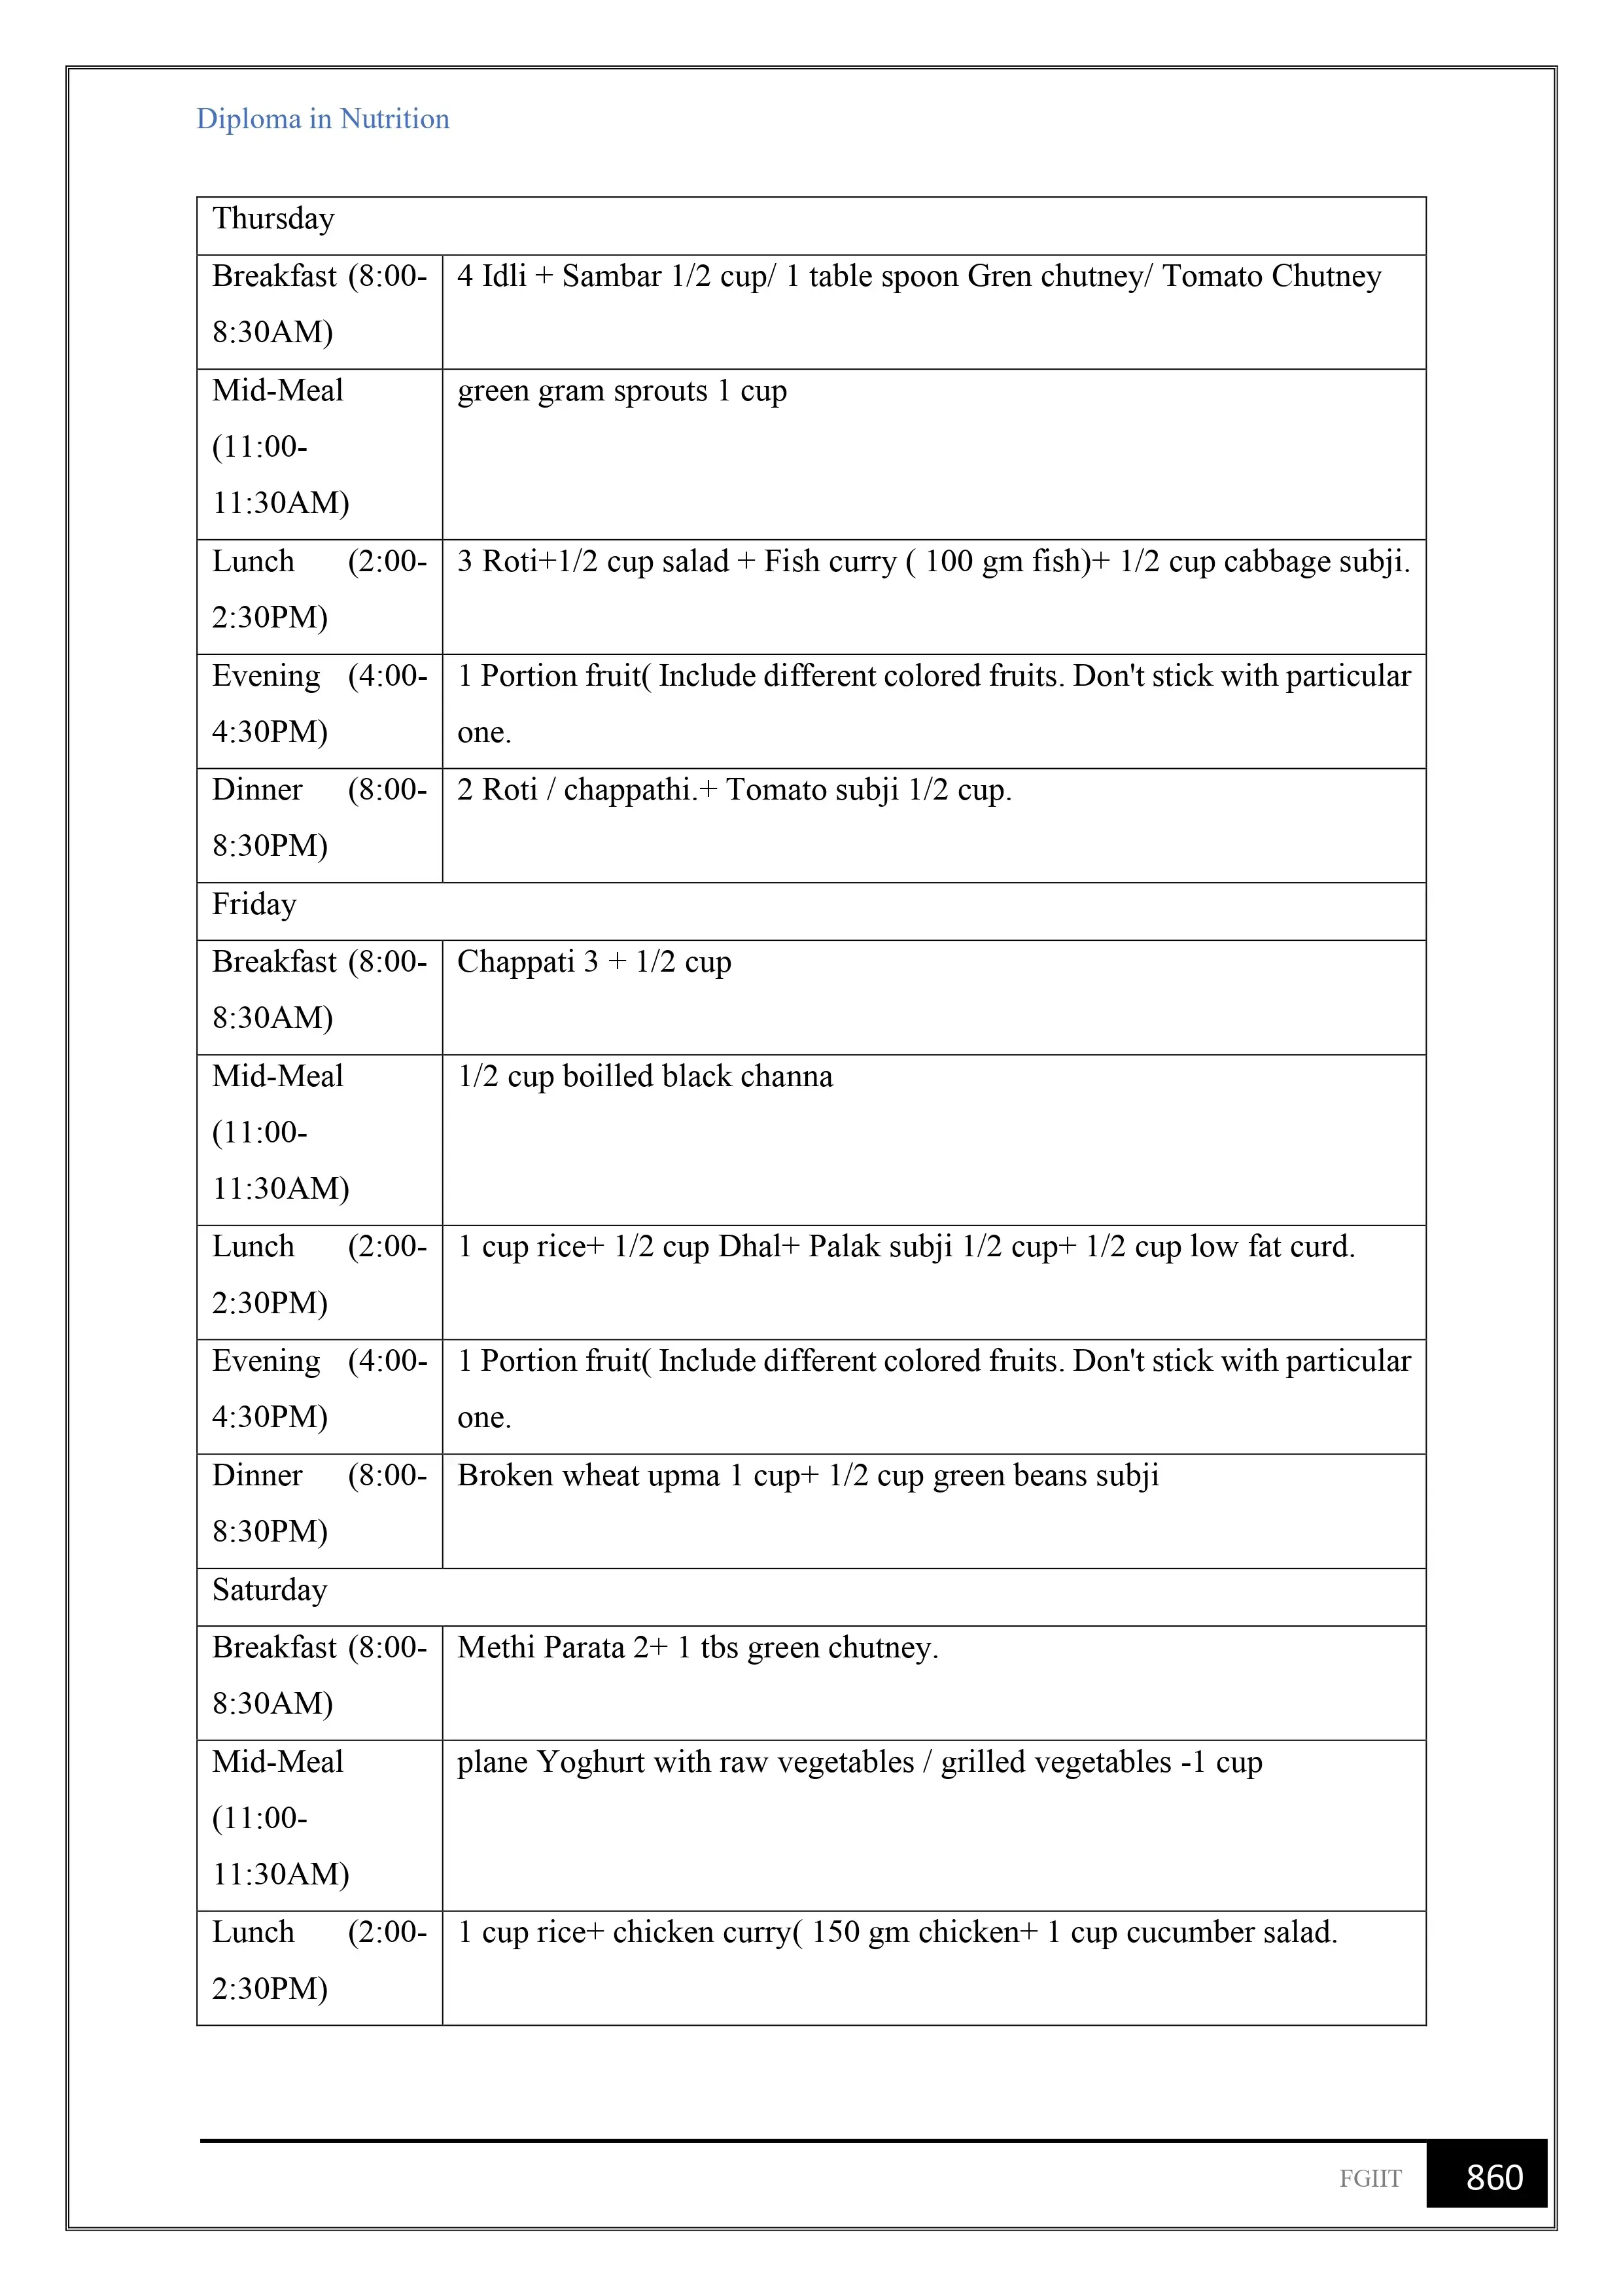 Diploma in Nutrition
Thursday
Breakfast (8:00-
8:30AM)
4 Idli + Sambar 1/2 cup/ 1 table spoon Gren chutney/ Tomato Chutney
Mid-Meal
(11:00-
11:30AM)
green gram sprouts 1 cup
Lunch (2:00-
2:30PM)
3 Roti+1/2 cup salad + Fish curry ( 100 gm fish)+ 1/2 cup cabbage subji.
Evening (4:00-
4:30PM)
1 Portion fruit( Include different colored fruits. Don't stick with particular
one.
Dinner (8:00-
8:30PM)
2 Roti / chappathi.+ Tomato subji 1/2 cup.
Friday
Breakfast (8:00-
8:30AM)
Chappati 3 + 1/2 cup
Mid-Meal
(11:00-
11:30AM)
1/2 cup boilled black channa
Lunch (2:00-
2:30PM)
1 cup rice+ 1/2 cup Dhal+ Palak subji 1/2 cup+ 1/2 cup low fat curd.
Evening (4:00-
4:30PM)
1 Portion fruit( Include different colored fruits. Don't stick with particular
one.
Dinner (8:00-
8:30PM)
Broken wheat upma 1 cup+ 1/2 cup green beans subji
Saturday
Breakfast (8:00-
8:30AM)
Methi Parata 2+ 1 tbs green chutney.
Mid-Meal
(11:00-
11:30AM)
plane Yoghurt with raw vegetables / grilled vegetables -1 cup
Lunch (2:00-
2:30PM)
1 cup rice+ chicken curry( 150 gm chicken+ 1 cup cucumber salad.
FGIIT 860